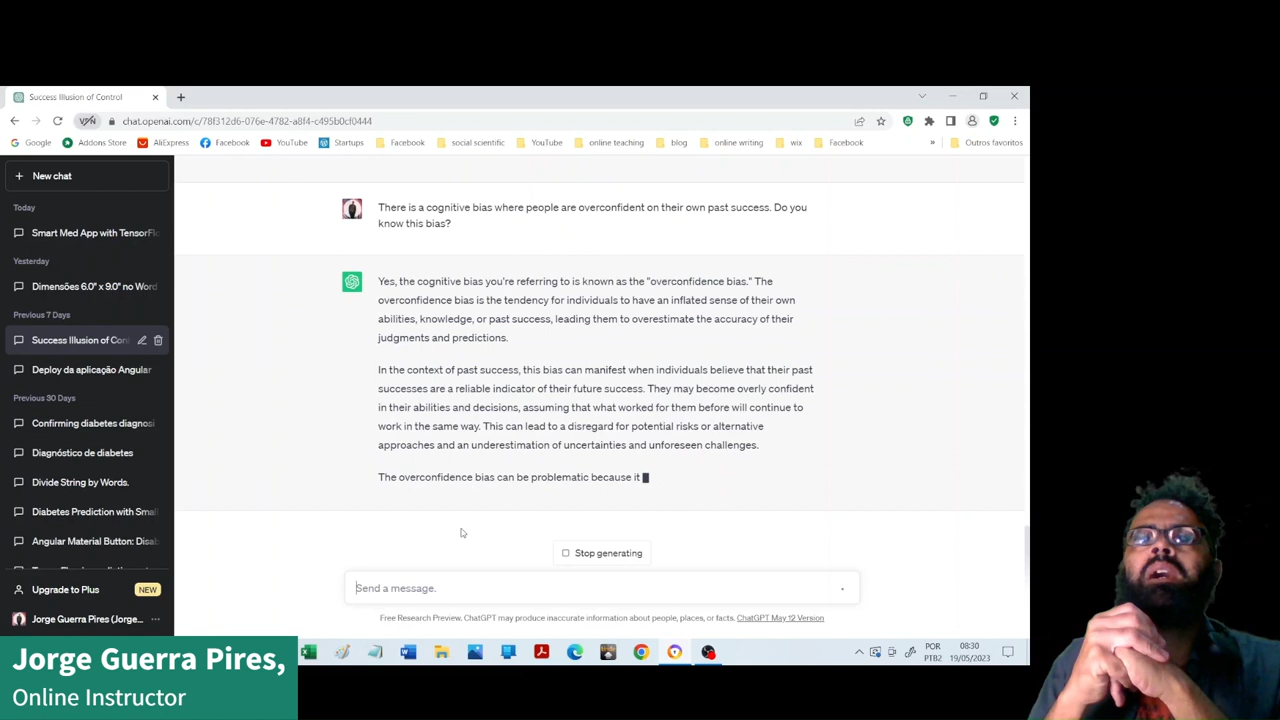 Success Illusion of Control
chat.openai.com/c/78f312d6-076e-4782-a8f4-c495b0cf0444
Google
Addons Store
AliExpress
Facebook
YouTube
Startups
Facebook
social scientific
YouTube
online teaching
blog
online writing
wix
Facebook
»
Outros favoritos
+ New chat
Today
Smart Med App with TensorFlo
Yesterday
Dimensões 6.0" x 9.0" no Word
Previous 7 Days
Success Illusion of Con
Deploy da aplicação Angular
Previous 30 Days
Confirming diabetes diagnosi
Diagnóstico de diabetes
Divide String by Words.
Diabetes Prediction with Smal
Angular Material Button: Disab
Upgrade to Plus
NEW
Jorge Guerra Pires (Jorge...
There is a cognitive bias where people are overconfident on their own past success. Do you
know this bias?
Yes, the cognitive bias you're referring to is known as the "overconfidence bias." The
overconfidence bias is the tendency for individuals to have an inflated sense of their own
abilities, knowledge, or past success, leading them to overestimate the accuracy of their
judgments and predictions.
In the context of past success, this bias can manifest when individuals believe that their past
successes are a reliable indicator of their future success. They may become overly confident
in their abilities and decisions, assuming that what worked for them before will continue to
work in the same way. This can lead to a disregard for potential risks or alternative
approaches and an underestimation of uncertainties and unforeseen challenges.
The overconfidence bias can be problematic because it
Stop generating
Send a message.
Free Research Preview. ChatGPT may produce inaccurate information about people, places, or facts. ChatGPT May 12 Version
POR
PTB2
08:30
19/05/2023
Jorge Guerra Pires,
Online Instructor